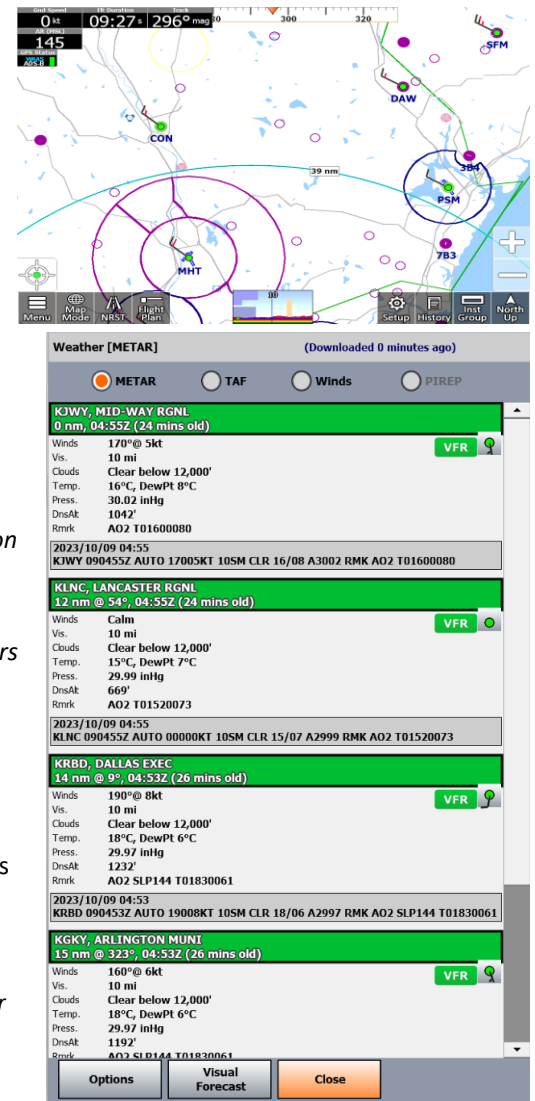 Gnd Speed
0 kt
Flt Duration
09:27 s
Track
296° mag
300
320
Alt (MSL)
145
GPS Status
WAAS
ADS-B
SFM
DAW
CON
39 nm
3B4
PSM
7B3
MHT
10
Menu
Map Mode
NRST
Flight Plan
Setup
History
Inst Group
North Up
on
rs
s
r
Weather [METAR]
(Downloaded 0 minutes ago)
METAR TAF Winds PIREP
KJWY, MID-WAY RGNL
0 nm, 04:55Z (24 mins old)
Winds 170°@ 5kt
VFR
Vis. 10 mi
Clouds Clear below 12,000'
Temp. 16°C, DewPt 8°C
Press. 30.02 inHg
DnsAlt 1042'
Rmrk AO2 T01600080
2023/10/09 04:55
KJWY 090455Z AUTO 17005KT 10SM CLR 16/08 A3002 RMK AO2 T01600080
KLNC, LANCASTER RGNL
12 nm @ 54°, 04:55Z (24 mins old)
Winds Calm
VFR
Vis. 10 mi
Clouds Clear below 12,000'
Temp. 15°C, DewPt 7°C
Press. 29.99 inHg
DnsAlt 669'
Rmrk AO2 T01520073
2023/10/09 04:55
KLNC 090455Z AUTO 00000KT 10SM CLR 15/07 A2999 RMK AO2 T01520073
KRBD, DALLAS EXEC
14 nm @ 9°, 04:53Z (26 mins old)
Winds 190°@ 8kt
VFR
Vis. 10 mi
Clouds Clear below 12,000'
Temp. 18°C, DewPt 6°C
Press. 29.97 inHg
DnsAlt 1232'
Rmrk AO2 SLP144 T01830061
2023/10/09 04:53
KRBD 090453Z AUTO 19008KT 10SM CLR 18/06 A2997 RMK AO2 SLP144 T01830061
KGKY, ARLINGTON MUNI
15 nm @ 323°, 04:53Z (26 mins old)
Winds 160°@ 6kt
VFR
Vis. 10 mi
Clouds Clear below 12,000'
Temp. 18°C, DewPt 6°C
Press. 29.97 inHg
DnsAlt 1192'
Rmrk AO2 SLP144 T01830061
Options
Visual Forecast
Close